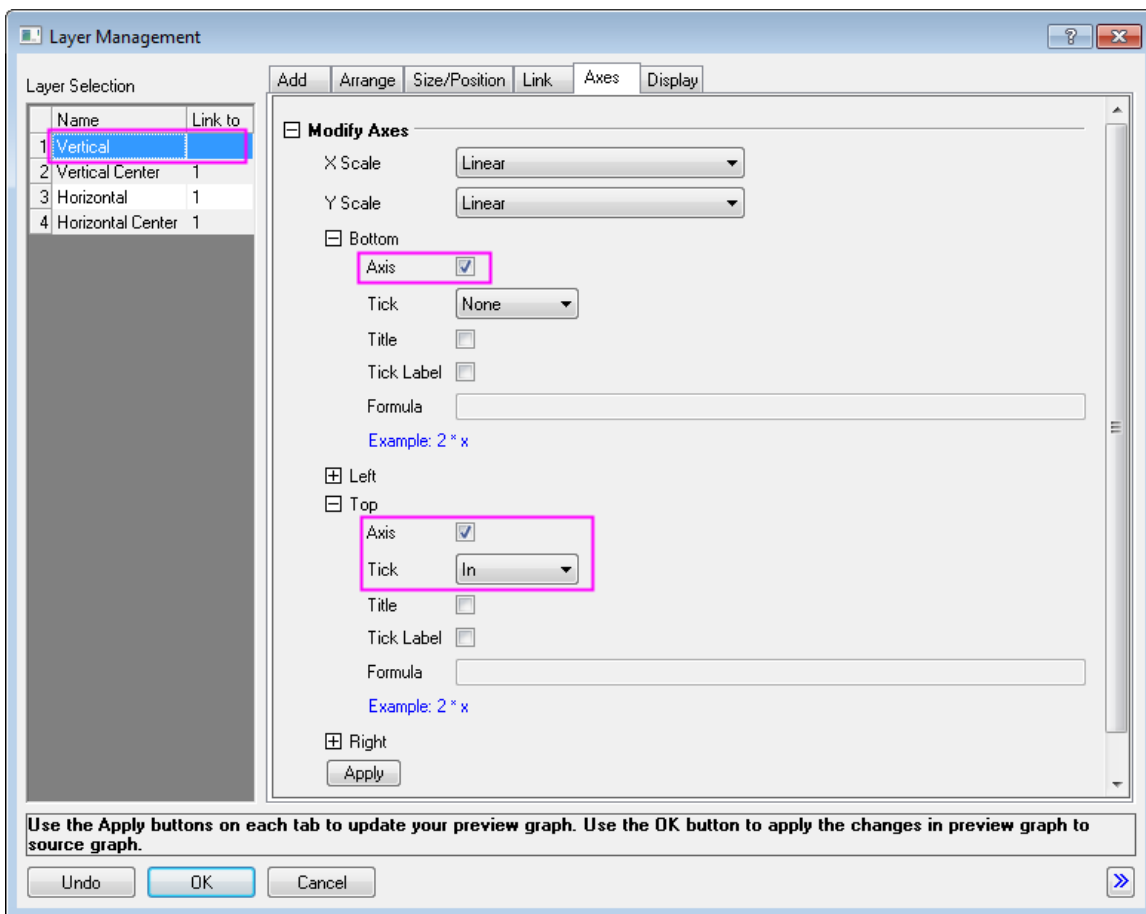 Layer Management
Layer Selection
Name Link to
1 Vertical
2 Vertical Center 1
3 Horizontal 1
4 Horizontal Center 1
Add Arrange Size/Position Link Axes Display
Modify Axes
X Scale Linear
Y Scale Linear
Bottom
Axis
Tick None
Title
Tick Label
Formula
Example: 2 * x
Left
Top
Axis
Tick In
Title
Tick Label
Formula
Example: 2 * x
Right
Apply
Use the Apply buttons on each tab to update your preview graph. Use the OK button to apply the changes in preview graph to
source graph.
Undo OK Cancel